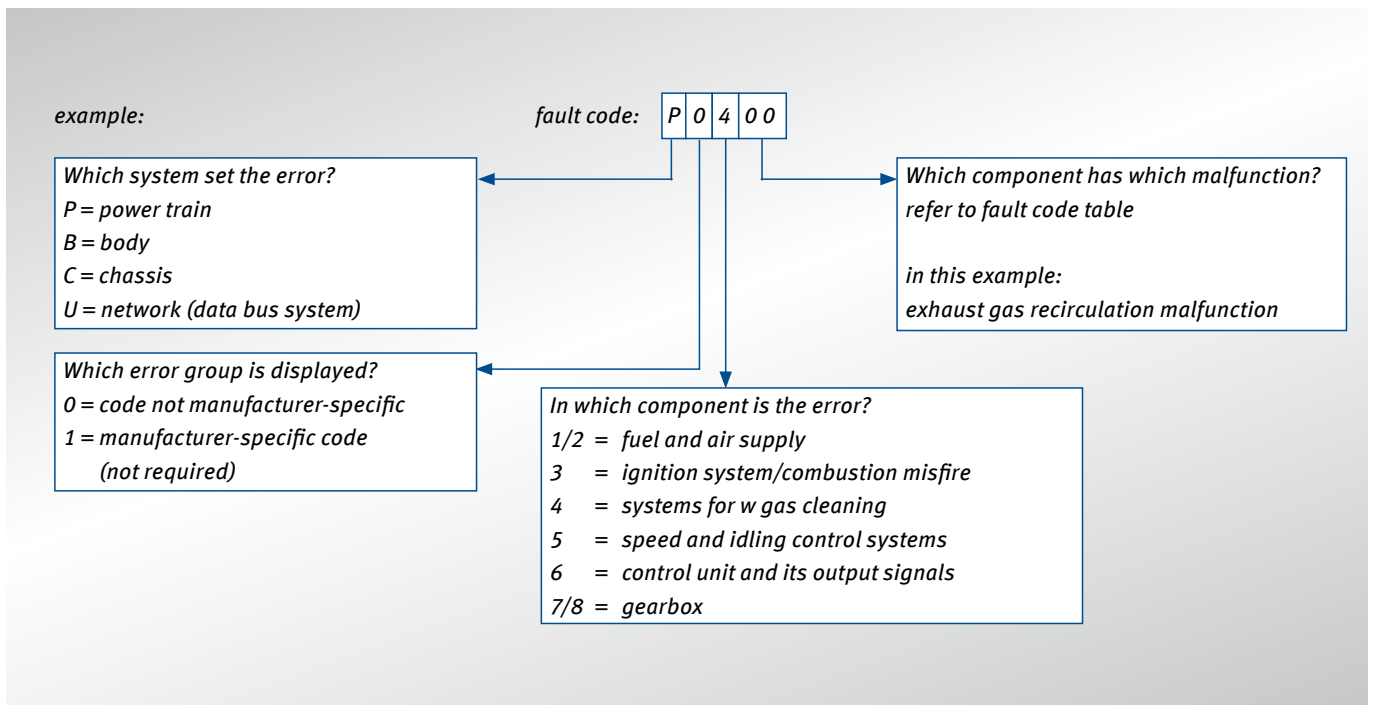 example:
fault code: P 0 4 0 0
Which system set the error?
P = power train
B = body
C = chassis
U = network (data bus system)
Which component has which malfunction?
refer to fault code table
in this example:
exhaust gas recirculation malfunction
Which error group is displayed?
0 = code not manufacturer-specific
1 = manufacturer-specific code
(not required)
In which component is the error?
1/2 = fuel and air supply
3 = ignition system/combustion misfire
4 = systems for w gas cleaning
5 = speed and idling control systems
6 = control unit and its output signals
7/8 = gearbox